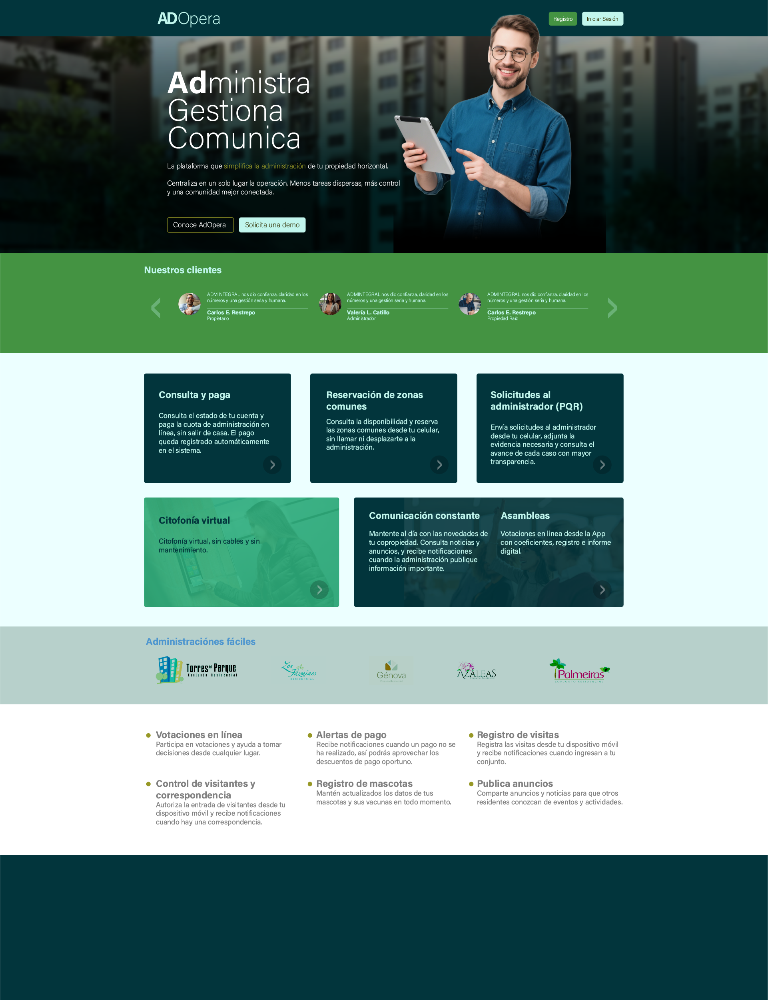 ADOpera
Registro
Iniciar Sesión
Administra
Gestiona
Comunica
La plataforma que simplifica la administración de tu propiedad horizontal.
Centraliza en un solo lugar la operación. Menos tareas dispersas, más control
y una comunidad mejor conectada.
Conoce AdOpera
Solicita una demo
Nuestros clientes
ADMINTEGRAL nos dio confianza, claridad en los
números y una gestión seria y humana.
Carlos E. Restrepo
Propietario
ADMINTEGRAL nos dio confianza, claridad en los
números y una gestión seria y humana.
Valería L. Catillo
Administrador
ADMINTEGRAL nos dio confianza, claridad en los
números y una gestión seria y humana.
Carlos E. Restrepo
Propiedad Raíz
Consulta y paga
Consulta el estado de tu cuenta y
paga la cuota de administración en
línea, sin salir de casa. El pago
queda registrado automáticamente
en el sistema.
Reservación de zonas
comunes
Consulta la disponibilidad y reserva
las zonas comunes desde tu celular,
sin llamar ni desplazarte a la
administración.
Solicitudes al
administrador (PQR)
Envía solicitudes al administrador
desde tu celular, adjunta la
evidencia necesaria y consulta el
avance de cada caso con mayor
transparencia.
Citofonía virtual
Citofonía virtual, sin cables y sin
mantenimiento.
Comunicación constante
Mantente al día con las novedades de
tu copropiedad. Consulta noticias y
anuncios, y recibe notificaciones
cuando la administración publique
información importante.
Asambleas
Votaciones en linea desde la App
con coeficientes, registro e informe
digital.
Administraciónes fáciles
Torres del Parque
Conjunto Residencial
Los Jazmines
RESIDENCIAL
Génova
Conjunto Residencial
AZALEAS
Conjunto Residencial
Palmeiras
CONJUNTO RESIDENCIAL
Votaciones en línea
Participa en votaciones y ayuda a tomar
decisiones desde cualquier lugar.
Alertas de pago
Recibe notificaciones cuando un pago no se
ha realizado, así podrás aprovechar los
descuentos de pago oportuno.
Registro de visitas
Registra las visitas desde tu dispositivo móvil
y recibe notificaciones cuando ingresan a tu
conjunto.
Control de visitantes y
correspondencia
Autoriza la entrada de visitantes desde tu
dispositivo móvil y recibe notificaciones
cuando hay una correspondencia.
Registro de mascotas
Mantén actualizados los datos de tus
mascotas y sus vacunas en todo momento.
Publica anuncios
Comparte anuncios y noticias para que otros
residentes conozcan de eventos y actividades.